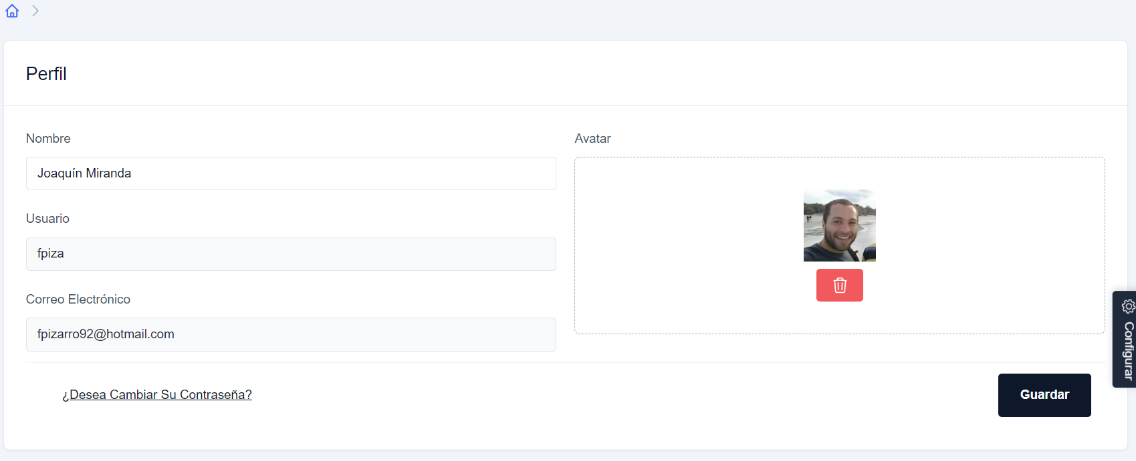 Perfil
Nombre
Joaquín Miranda
Usuario
fpiza
Correo Electrónico
fpizarro92@hotmail.com
Avatar
¿Desea Cambiar Su Contraseña?
Guardar
Configurar